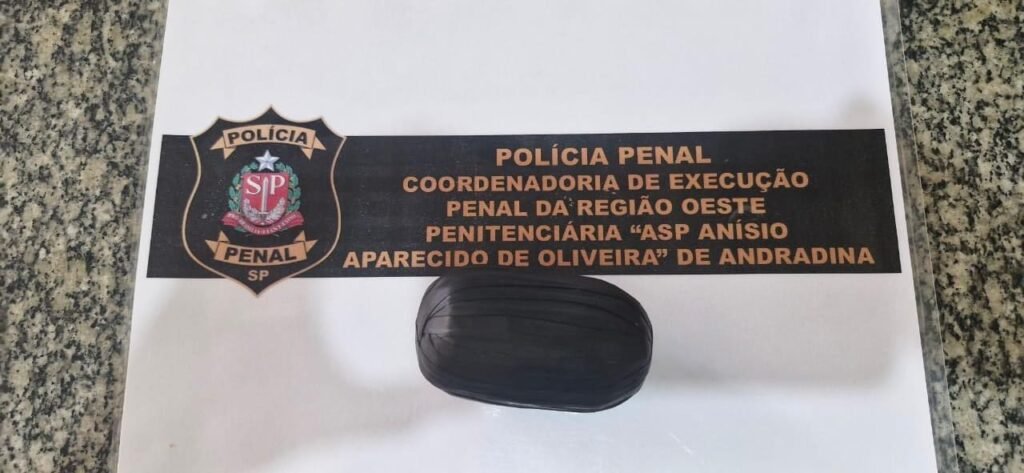 POLÍCIA
SP
PENAL
SP
POLÍCIA PENAL
COORDENADORIA DE EXECUÇÃO
PENAL DA REGIÃO OESTE
PENITENCIÁRIA “ASP ANÍSIO
APARECIDO DE OLIVEIRA” DE ANDRADINA